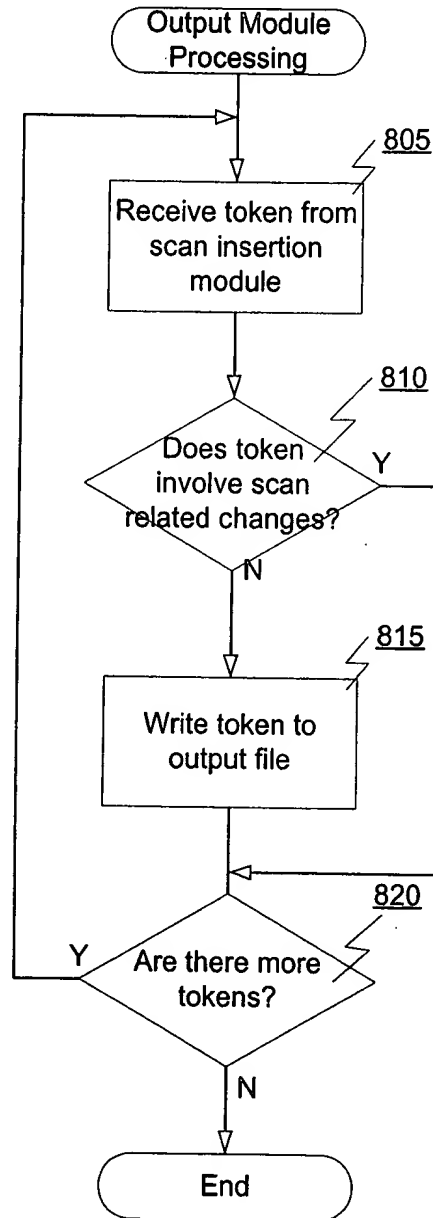 Output Module
Processing
805
Receive token from
scan insertion
module
810
Does token
involve scan
related changes?
Y
N
815
Write token to
output file
820
Y
Are there more
tokens?
N
End